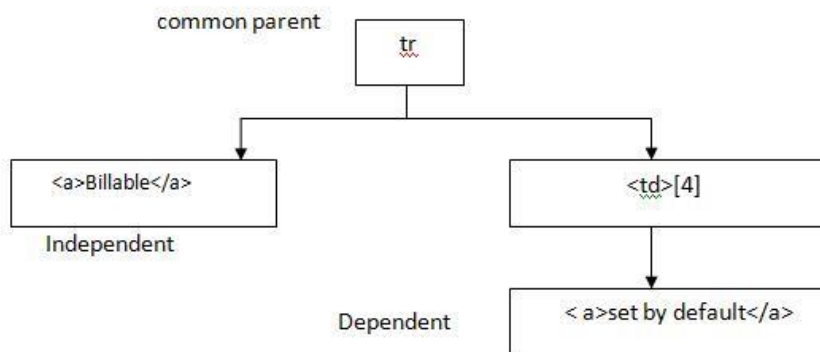 common parent
tr
<a>Billable</a>
<td>[4]
Independent
< a>set by default</a>
Dependent